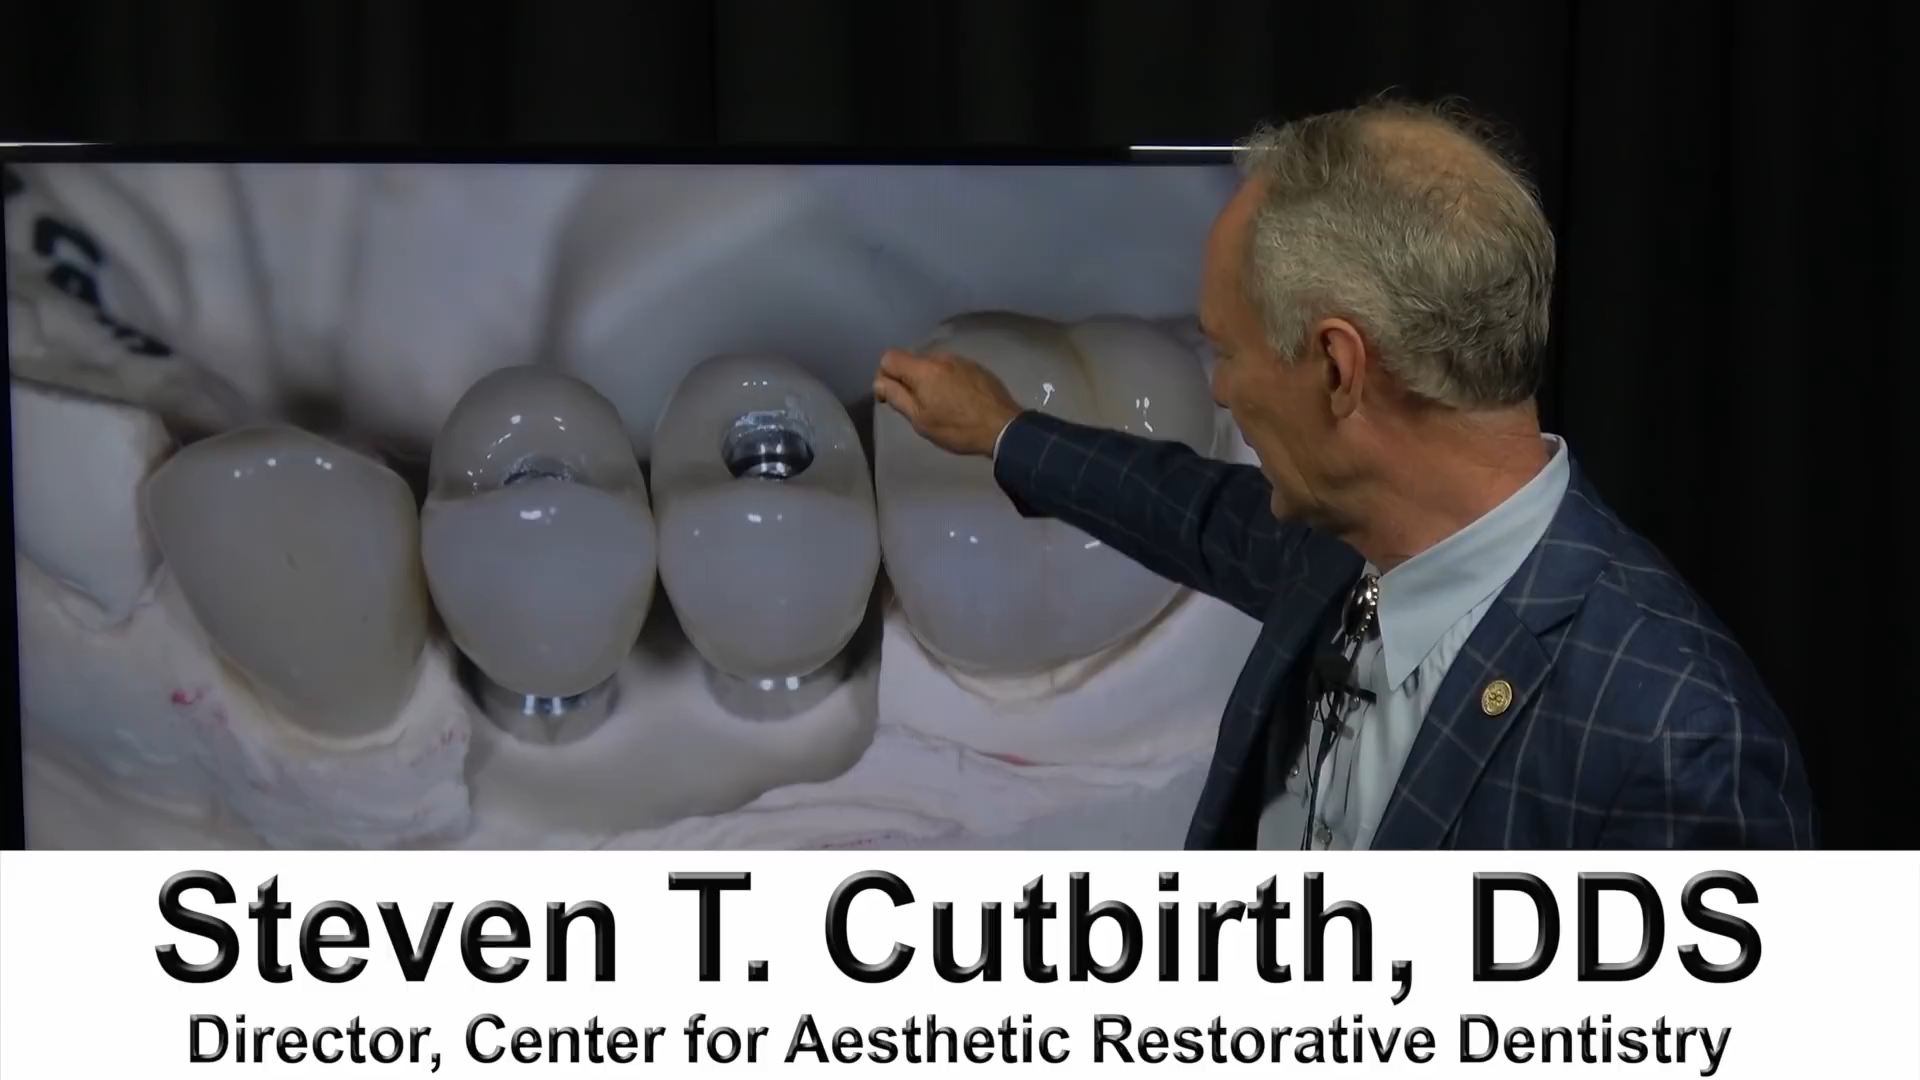 Steven T. Cutbirth, DDS
Director, Center for Aesthetic Restorative Dentistry